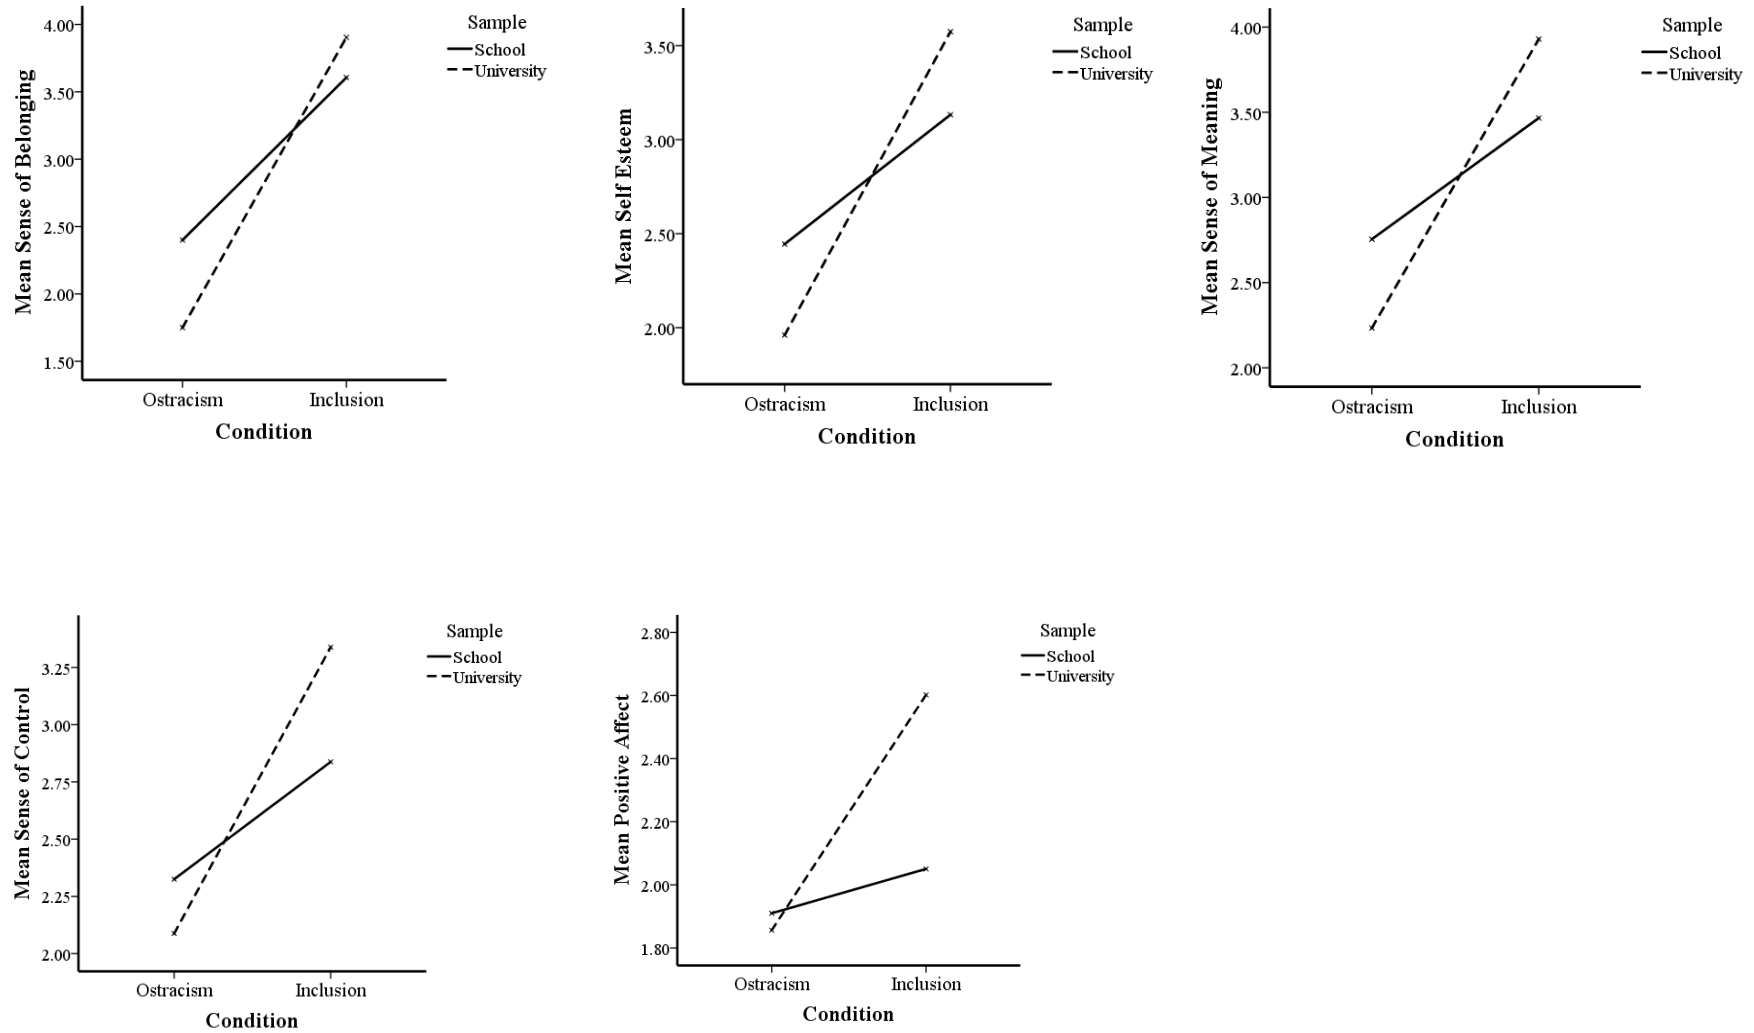 Mean Sense of Belonging
4.00
3.50
3.00
2.50
2.00
1.50
Ostracism Inclusion
Condition
Sample
School
University
Mean Self Esteem
3.50
3.00
2.50
2.00
Ostracism Inclusion
Condition
Sample
School
University
Mean Sense of Meaning
4.00
3.50
3.00
2.50
2.00
Ostracism Inclusion
Condition
Sample
School
University
Mean Sense of Control
3.25
3.00
2.75
2.50
2.25
2.00
Ostracism Inclusion
Condition
Sample
School
University
Mean Positive Affect
2.80
2.60
2.40
2.20
2.00
1.80
Ostracism Inclusion
Condition
Sample
School
University